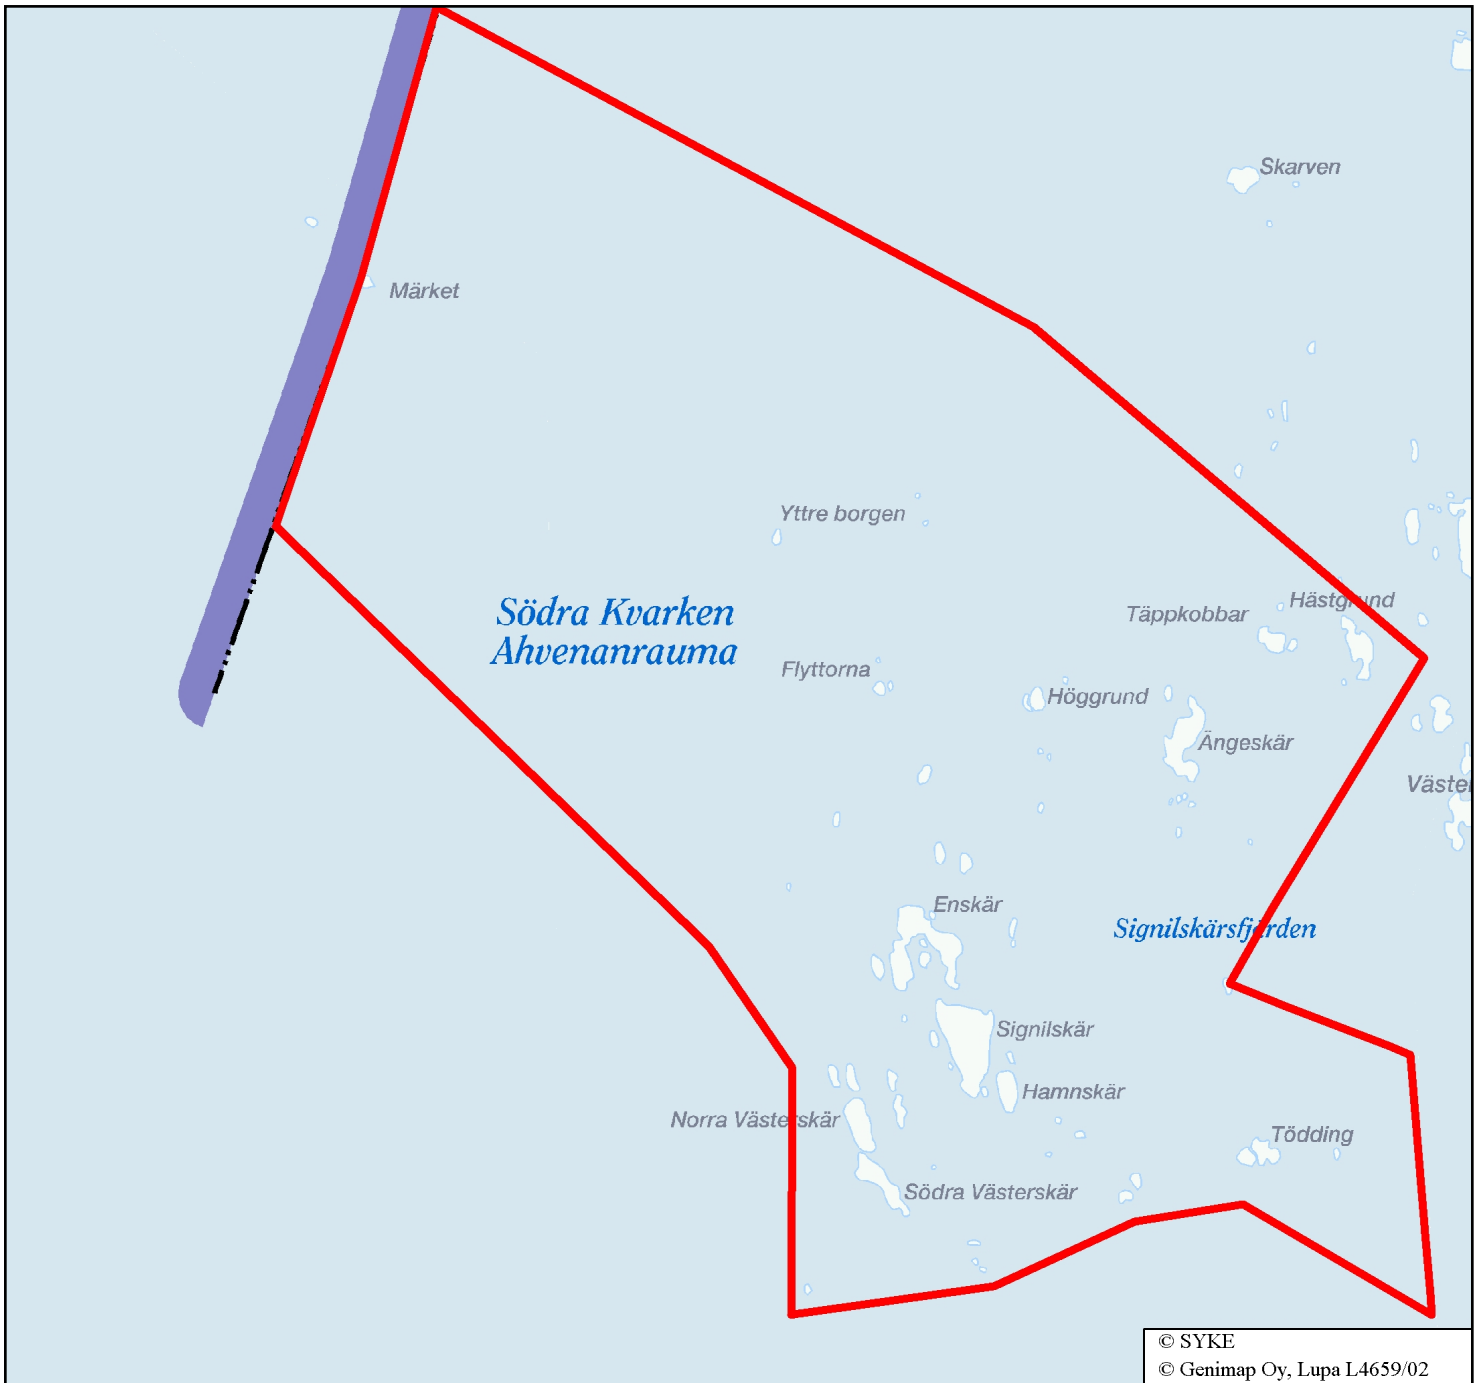 Skarven
Märket
Yttre borgen
Södra Kvarken
Ahvenanrauma
Hästgrund
Täppkobbar
Flyttorna
Höggrund
Ängeskär
Väster
Enskär
Signilskärsfjärden
Signilskär
Hamnskär
Norra Västerskär
Tödding
Södra Västerskär
© SYKE
© Genimap Oy, Lupa L4659/02